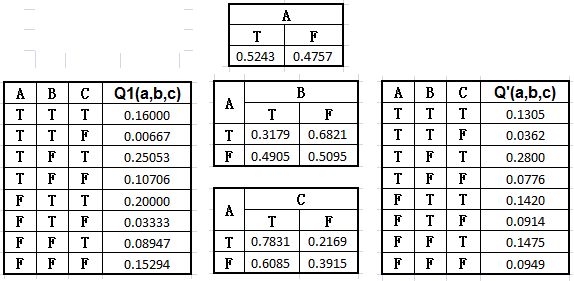 A
T F
0.5243 0.4757
A B C Q1(a,b,c)
T T T 0.16000
T T F 0.00667
T F T 0.25053
T F F 0.10706
F T T 0.20000
F T F 0.03333
F F T 0.08947
F F F 0.15294
A B
T F
T 0.3179 0.6821
F 0.4905 0.5095
A C
T F
T 0.7831 0.2169
F 0.6085 0.3915
A B C Q'(a,b,c)
T T T 0.1305
T T F 0.0362
T F T 0.2800
T F F 0.0776
F T T 0.1420
F T F 0.0914
F F T 0.1475
F F F 0.0949